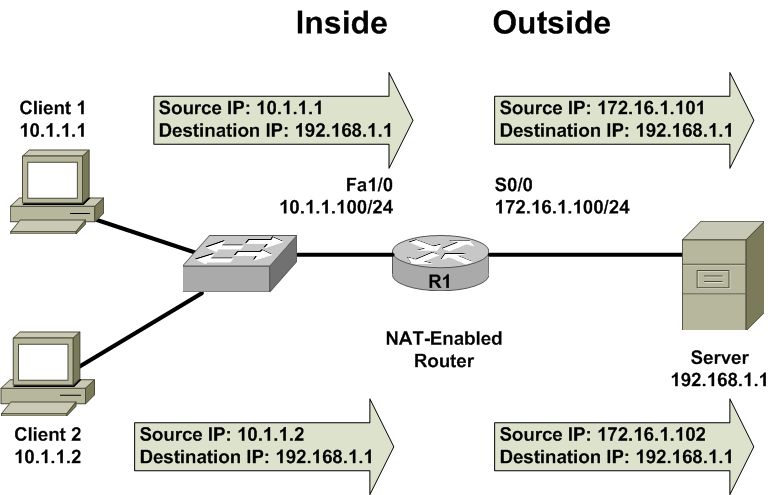 Inside
Outside
Client 1
10.1.1.1
Source IP: 10.1.1.1
Destination IP: 192.168.1.1
Source IP: 172.16.1.101
Destination IP: 192.168.1.1
Fa1/0
10.1.1.100/24
S0/0
172.16.1.100/24
R1
NAT-Enabled
Router
Server
192.168.1.1
Client 2
10.1.1.2
Source IP: 10.1.1.2
Destination IP: 192.168.1.1
Source IP: 172.16.1.102
Destination IP: 192.168.1.1